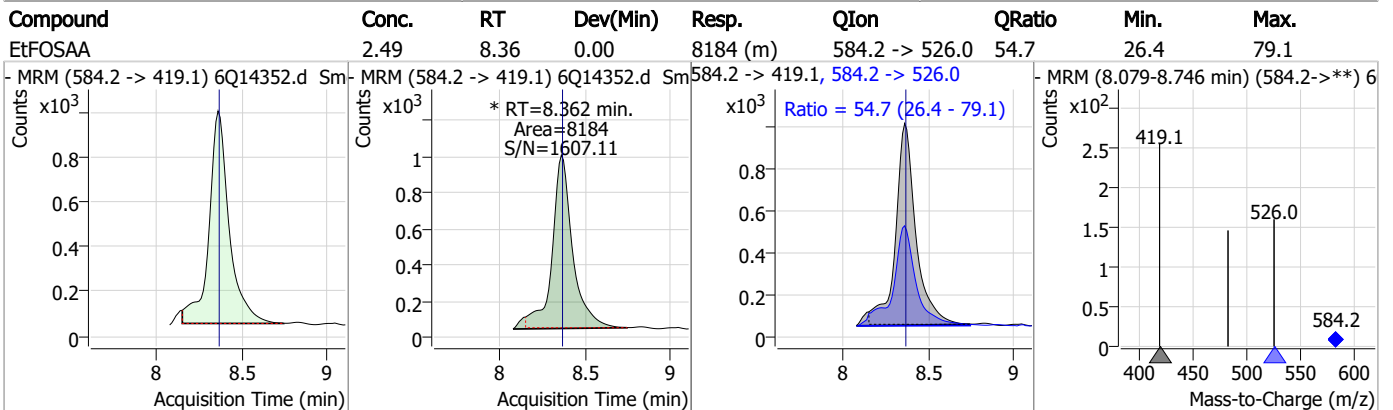 Compound Conc. RT Dev(Min) Resp. QIon QRatio Min. Max.
EtFOSAA 2.49 8.36 0.00 8184 (m) 584.2 -> 526.0 54.7 26.4 79.1
- MRM (584.2 -> 419.1) 6Q14352.d Sm
Counts
x10³
0.8
0.6
0.4
0.2
0
8 8.5 9
Acquisition Time (min)
- MRM (584.2 -> 419.1) 6Q14352.d Sm
Counts
x10³
* RT=8.362 min.
Area=8184
S/N=1607.11
1
0.8
0.6
0.4
0.2
0
8 8.5 9
Acquisition Time (min)
584.2 -> 419.1, 584.2 -> 526.0
Counts
x10³
Ratio = 54.7 (26.4 - 79.1)
0.8
0.6
0.4
0.2
0
8 8.5 9
Acquisition Time (min)
- MRM (8.079-8.746 min) (584.2->**) 6
Counts
x10²
419.1
2.5
2
526.0
1.5
1
0.5
584.2
0
400 450 500 550 600
Mass-to-Charge (m/z)